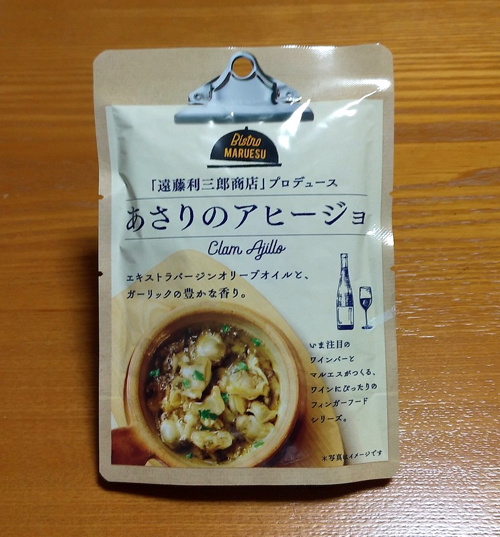 Bistro
MARUESU
「遠藤利三郎商店」プロデュース
あさりのアヒージョ
Clam Ajillo
エキストラバージンオリーブオイルと、
ガーリックの豊かな香り。
いま注目の
ワインバーと
マルエスがつくる、
ワインにぴったりの
フィンガーフード
シリーズ。
＊写真はイメージです